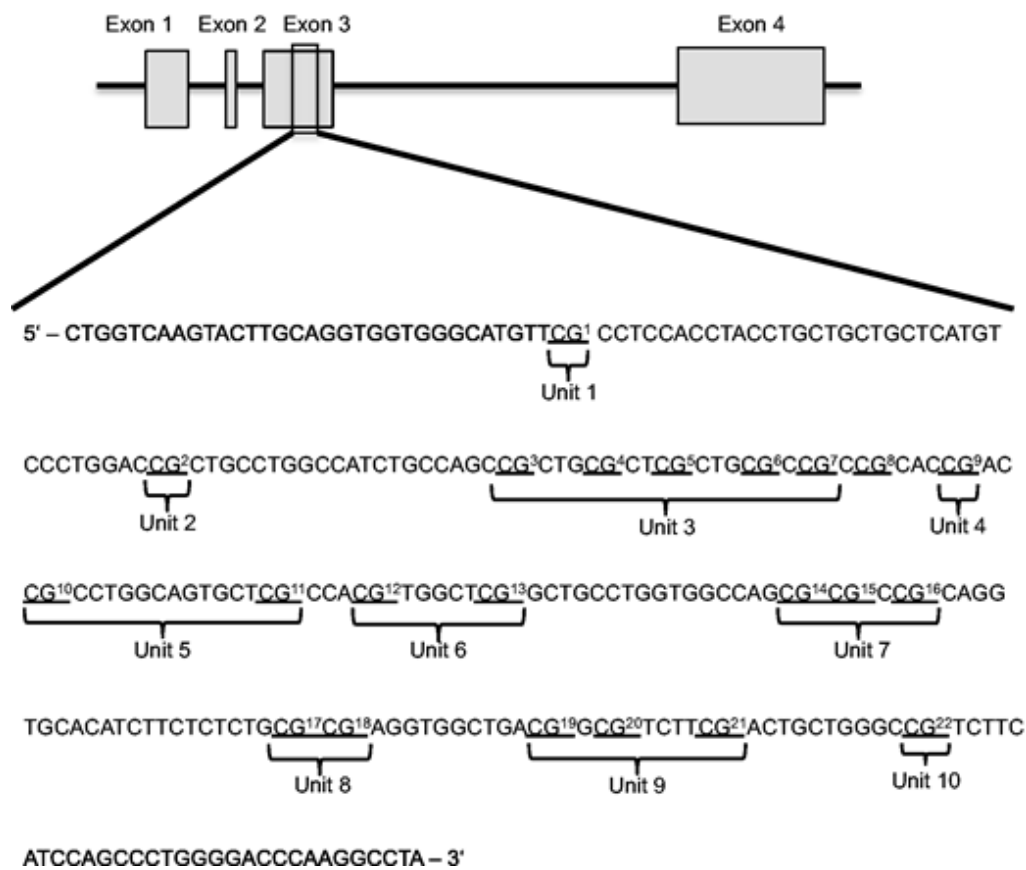 Exon 1 Exon 2 Exon 3 Exon 4
5' – CTGGTCAAGTACTTGCAGGTGGTGGGCATGTTCG¹ CCTCCACCTACCTGCTGCTGCTCATGT
Unit 1
CCCTGGACCG²CTGCCTGGCCATCTGCCAGCCG³CTGCG⁴CTCG⁵CTGCG⁶CCG⁷CCG⁸CACCG⁹AC
Unit 2 Unit 3 Unit 4
CG¹⁰CCTGGCAGTGCTCG¹¹CCACG¹²TGGCTCG¹³GCTGCCTGGTGGCCAGCG¹⁴CG¹⁵CCG¹⁶CAGG
Unit 5 Unit 6 Unit 7
TGCACATCTTCTCTCTGCG¹⁷CG¹⁸AGGTGGCTGACG¹⁹GCG²⁰TCTTCG²¹ACTGCTGGGCCG²²TCTTC
Unit 8 Unit 9 Unit 10
ATCCAGCCCTGGGGACCCAAGGCCTA – 3'